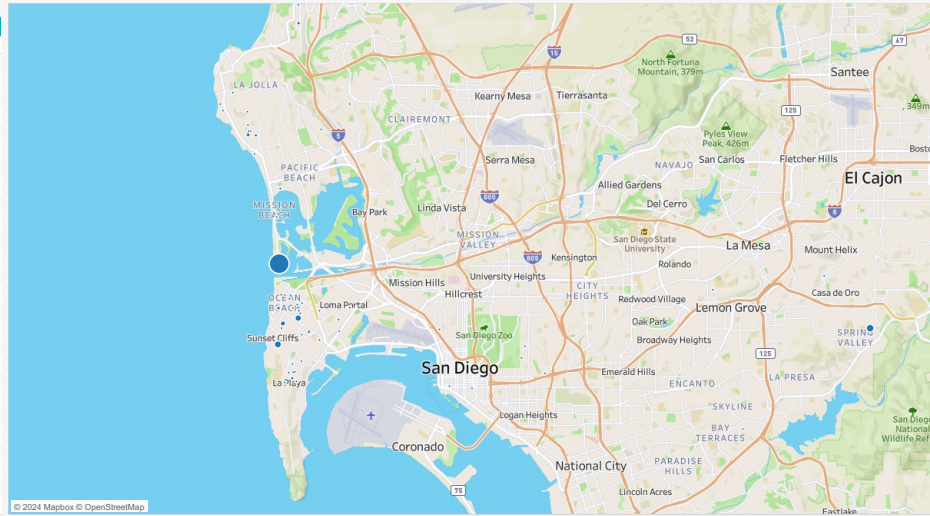 52
67
15
North Fortuna
Mountain, 379m
Santee
LA JOLLA
Kearny Mesa
Tierrasanta
125
, 349m
CLAIREMONT
5
Pyles View
Peak, 426m
Serra Mesa
NAVAJO
San Carlos
Fletcher Hills
Bost
PACIFIC
BEACH
Allied Gardens
El Cajon
805
Del Cerro
MISSION
BEACH
Bay Park
Linda Vista
8
MISSION
VALLEY
San Diego State
University
La Mesa
Mount Helix
805
Kensington
Rolando
Mission Hills
University Heights
Hillcrest
CITY
HEIGHTS
Redwood Village
Casa de Oro
OCEAN
BEACH
Loma Portal
Lemon Grove
Oak Park
Sunset Cliffs
San Diego Zoo
Broadway Heights
SPRING
VALLEY
125
San Diego
Emerald Hills
La Playa
ENCANTO
LA PRESA
SKYLINE
Logan Heights
San Dieg
National
Wildlife Ref
BAY
TERRACES
Coronado
National City
PARADISE
HILLS
75
Lincoln Acres
© 2024 Mapbox © OpenStreetMap
Eastlake